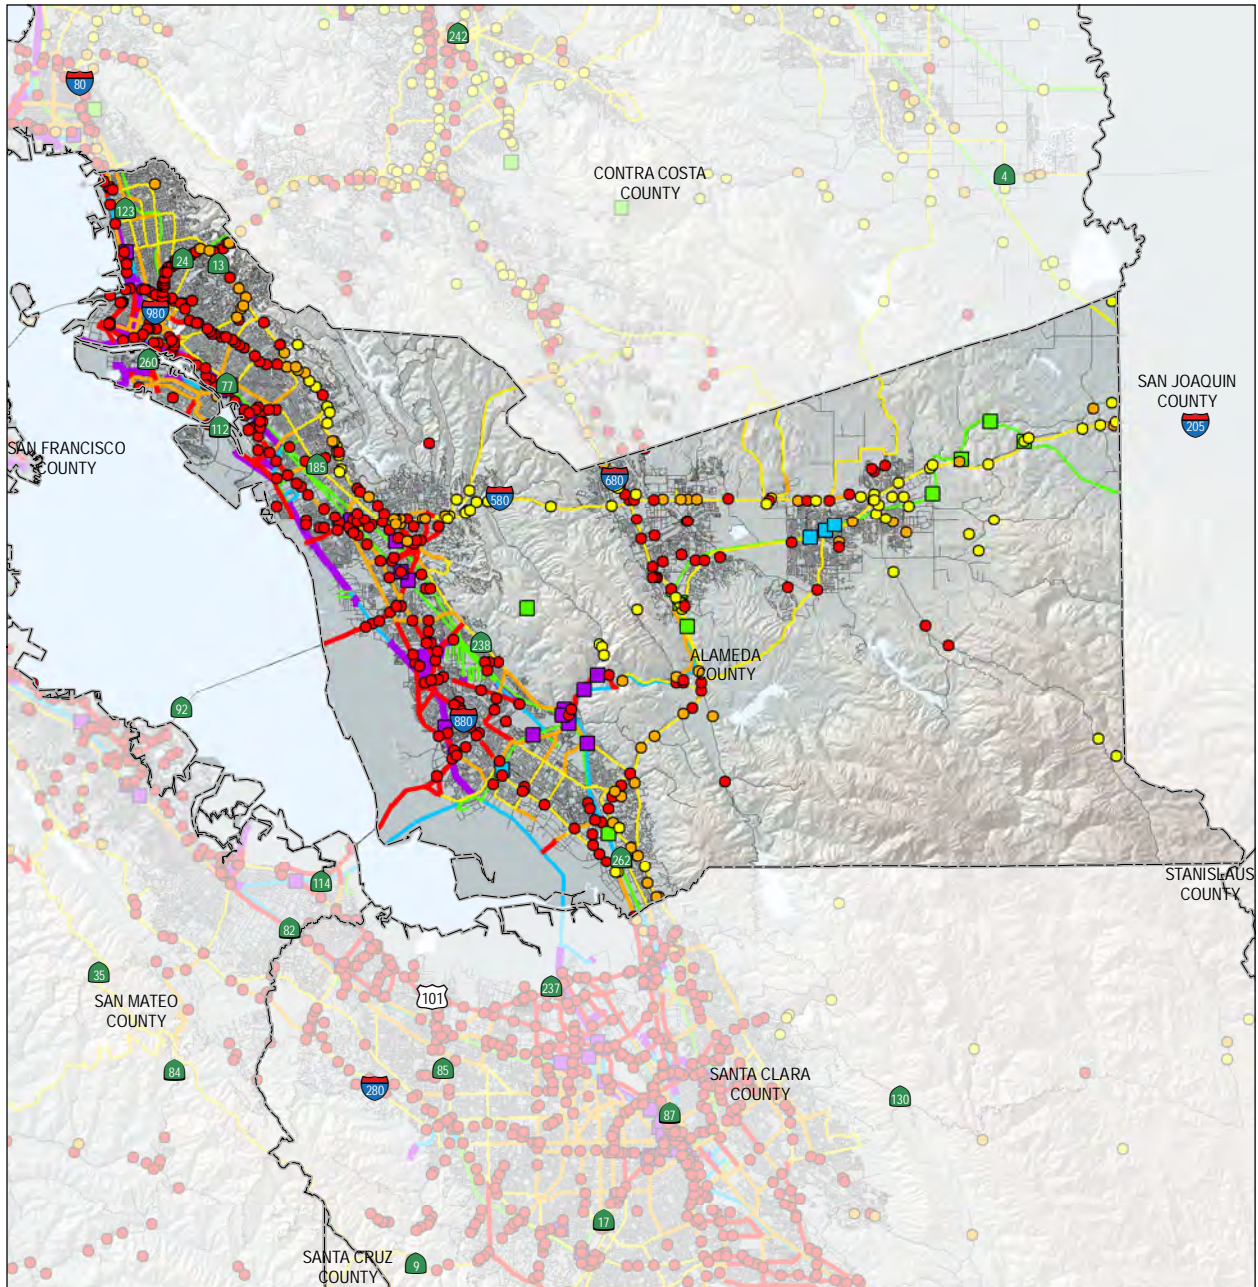 242
80
CONTRA COSTA
COUNTY
4
123
24
13
980
260
77
SAN JOAQUIN
COUNTY
205
112
SAN FRANCISCO
COUNTY
185
680
580
238
ALAMEDA
COUNTY
92
880
262
114
STANISLAUS
COUNTY
82
35
237
101
SAN MATEO
COUNTY
84
85
280
SANTA CLARA
COUNTY
130
87
17
SANTA CRUZ
COUNTY
9